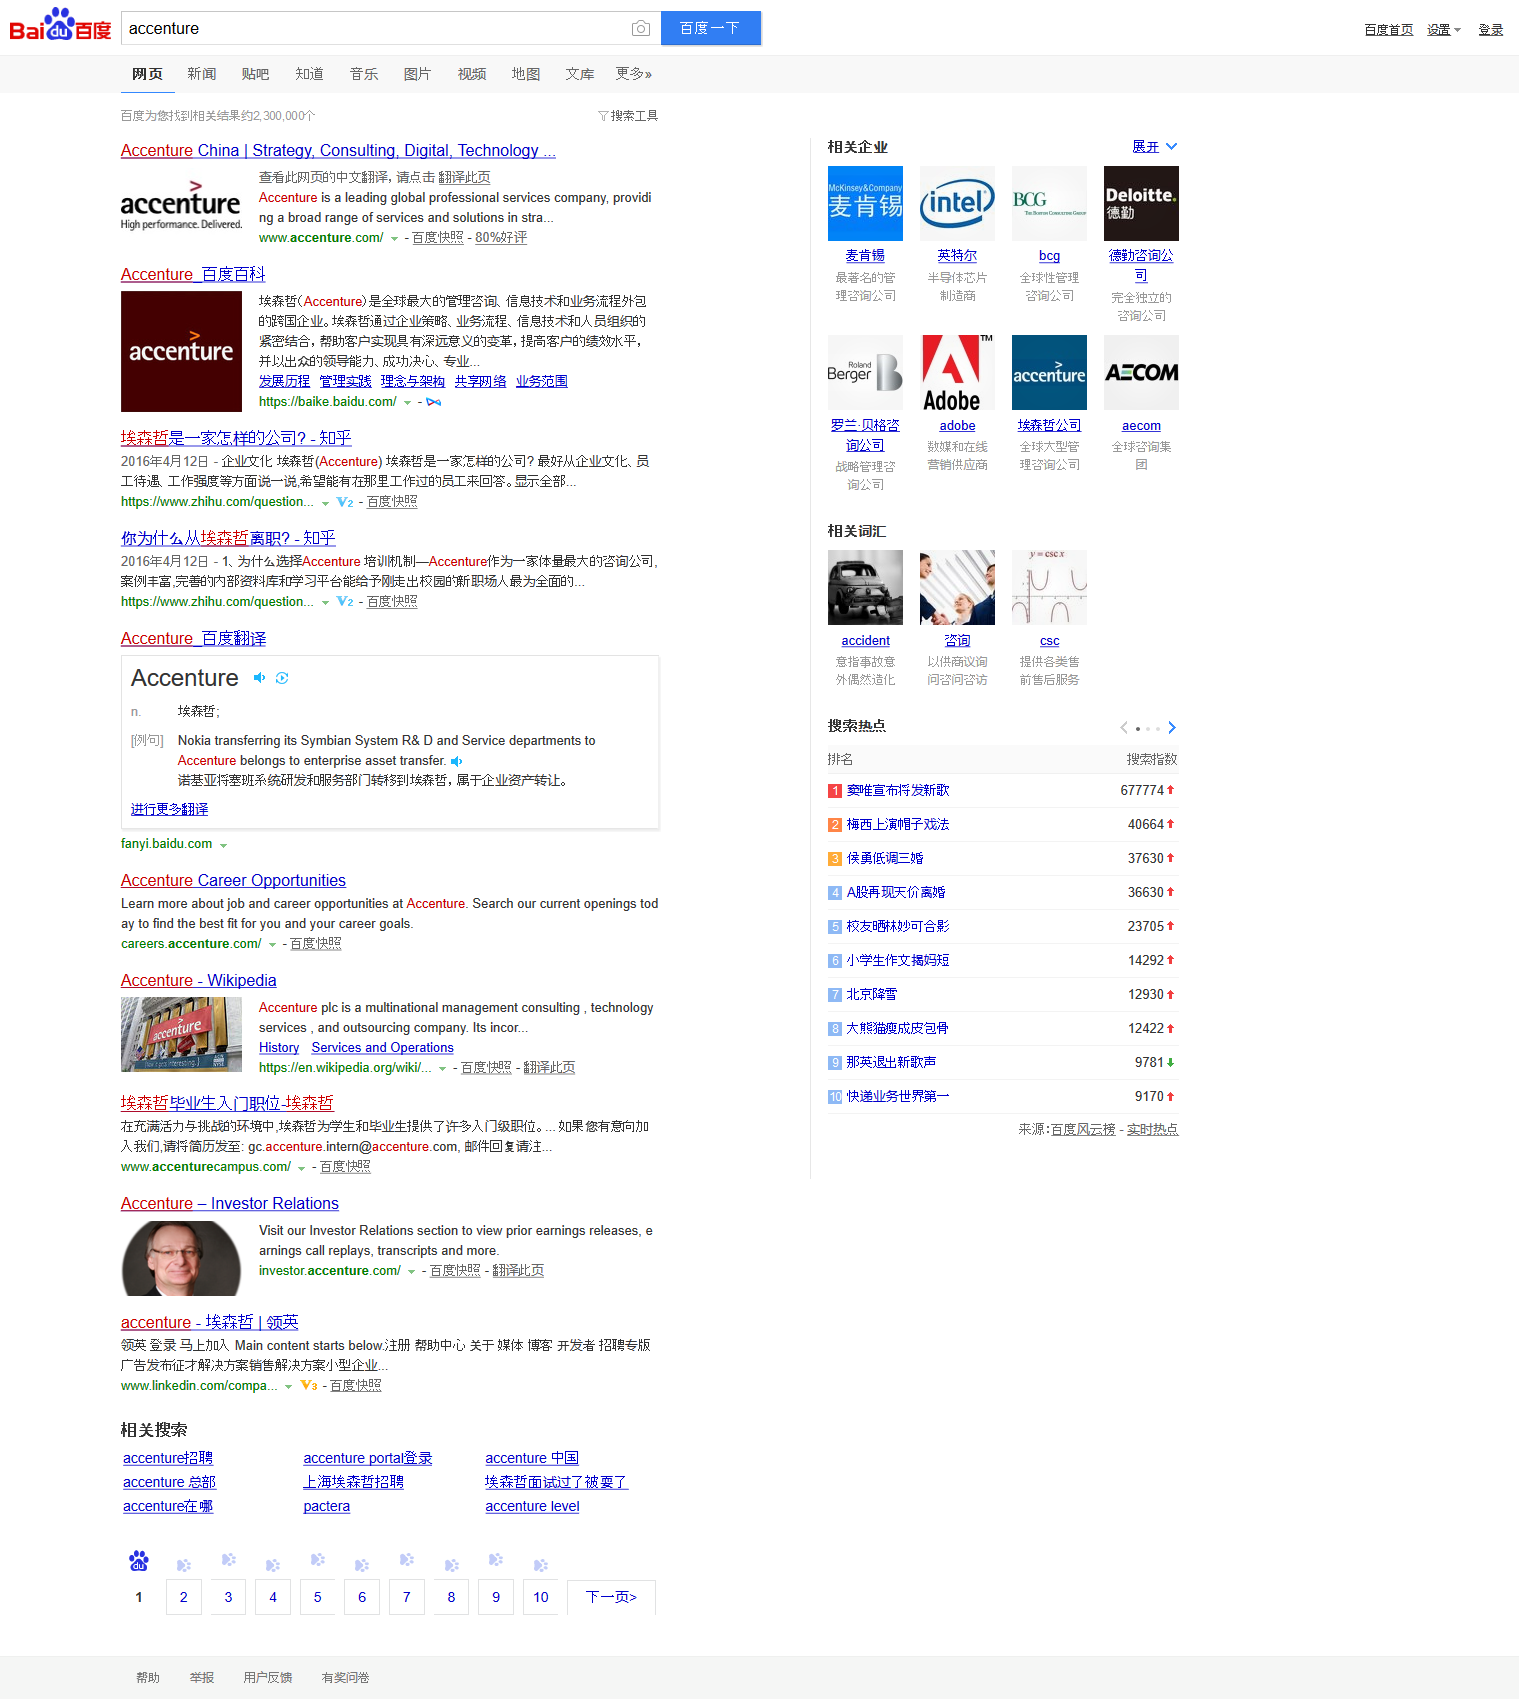 Baidu百度
accenture
百度一下
百度首页 设置 登录
网页 新闻 贴吧 知道 音乐 图片 视频 地图 文库 更多»
百度为您找到相关结果约2,300,000个
搜索工具
Accenture China | Strategy, Consulting, Digital, Technology ...
accenture
High performance. Delivered.
查看此网页的中文翻译，请点击 翻译此页
Accenture is a leading global professional services company, providi
ng a broad range of services and solutions in stra...
www.accenture.com/ - 百度快照 - 80%好评
Accenture_百度百科
accenture
埃森哲（Accenture）是全球最大的管理咨询、信息技术和业务流程外包
的跨国企业。埃森哲通过企业策略、业务流程、信息技术和人员组织的
紧密结合，帮助客户实现具有深远意义的变革，提高客户的绩效水平，
并以出众的领导能力、成功决心、专业...
发展历程 管理实践 理念与架构 共享网络 业务范围
https://baike.baidu.com/ -
埃森哲是一家怎样的公司? - 知乎
2016年4月12日 - 企业文化 埃森哲(Accenture) 埃森哲是一家怎样的公司? 最好从企业文化、员
工待遇、工作强度等方面说一说,希望能有在那里工作过的员工来回答。显示全部...
https://www.zhihu.com/question... V2 - 百度快照
你为什么从埃森哲离职? - 知乎
2016年4月12日 - 1、为什么选择Accenture 培训机制—Accenture作为一家体量最大的咨询公司,
案例丰富,完善的内部资料库和学习平台能给予刚走出校园的新职场人最为全面的...
https://www.zhihu.com/question... V2 - 百度快照
Accenture_百度翻译
Accenture
n. 埃森哲;
[例句] Nokia transferring its Symbian System R& D and Service departments to
Accenture belongs to enterprise asset transfer.
诺基亚将塞班系统研发和服务部门转移到埃森哲，属于企业资产转让。
进行更多翻译
fanyi.baidu.com
Accenture Career Opportunities
Learn more about job and career opportunities at Accenture. Search our current openings tod
ay to find the best fit for you and your career goals.
careers.accenture.com/ - 百度快照
Accenture - Wikipedia
accenture
Accenture plc is a multinational management consulting , technology
services , and outsourcing company. Its incor...
History Services and Operations
https://en.wikipedia.org/wiki/... - 百度快照 - 翻译此页
埃森哲毕业生入门职位-埃森哲
在充满活力与挑战的环境中,埃森哲为学生和毕业生提供了许多入门级职位。... 如果您有意向加
入我们,请将简历发至: gc.accenture.intern@accenture.com, 邮件回复请注...
www.accenturecampus.com/ - 百度快照
Accenture – Investor Relations
Visit our Investor Relations section to view prior earnings releases, e
arnings call replays, transcripts and more.
investor.accenture.com/ - 百度快照 - 翻译此页
accenture - 埃森哲 | 领英
领英 登录 马上加入 Main content starts below.注册 帮助中心 关于 媒体 博客 开发者 招聘专版
广告发布征才解决方案销售解决方案小型企业...
www.linkedin.com/compa... V3 - 百度快照
相关搜索
accenture招聘 accenture portal登录 accenture 中国
accenture 总部 上海埃森哲招聘 埃森哲面试过了被耍了
accenture在哪 pactera accenture level
du
1 2 3 4 5 6 7 8 9 10 下一页>
帮助 举报 用户反馈 有奖问卷
相关企业 展开
McKinsey&Company
麦肯锡
intel
BCG
THE BOSTON CONSULTING GROUP
Deloitte.
德勤
麦肯锡 英特尔 bcg 德勤咨询公
司
最著名的管
理咨询公司
半导体芯片
制造商
全球性管理
咨询公司
完全独立的
咨询公司
Roland
Berger
B
Adobe
TM
accenture
AECOM
罗兰·贝格咨
询公司
adobe 埃森哲公司 aecom
战略管理咨
询公司
数媒和在线
营销供应商
全球大型管
理咨询公司
全球咨询集
团
相关词汇
y = csc x
accident 咨询 csc
意指事故意
外偶然造化
以供商议询
问咨问咨访
提供各类售
前售后服务
搜索热点
排名 搜索指数
1 窦唯宣布将发新歌 677774
2 梅西上演帽子戏法 40664
3 侯勇低调三婚 37630
4 A股再现天价离婚 36630
5 校友晒林妙可合影 23705
6 小学生作文揭妈短 14292
7 北京降雪 12930
8 大熊猫瘦成皮包骨 12422
9 那英退出新歌声 9781
10 快递业务世界第一 9170
来源：百度风云榜 - 实时热点